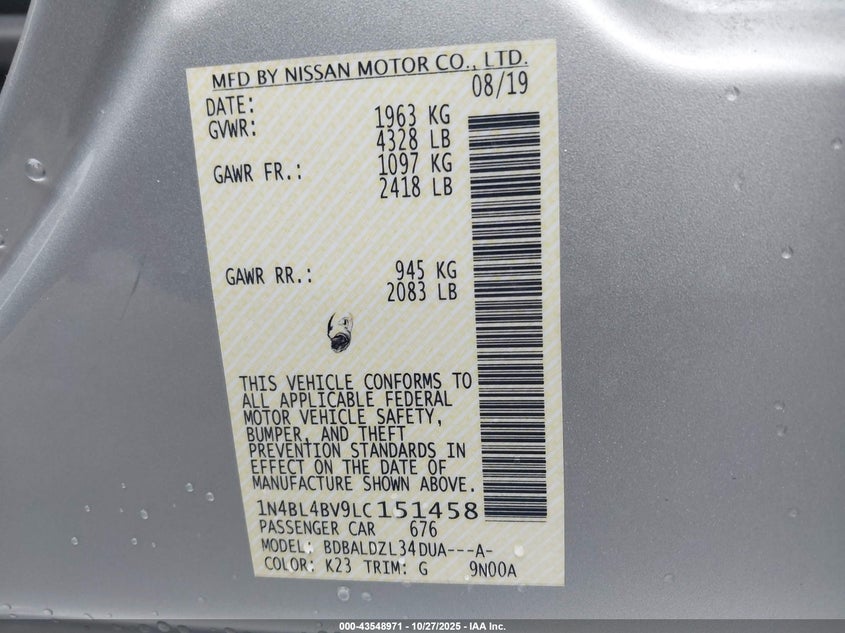 MFD BY NISSAN MOTOR CO., LTD.
DATE: 08/19
GVWR: 1963 KG
4328 LB
GAWR FR.: 1097 KG
2418 LB
GAWR RR.: 945 KG
2083 LB
THIS VEHICLE CONFORMS TO
ALL APPLICABLE FEDERAL
MOTOR VEHICLE SAFETY,
BUMPER, AND THEFT
PREVENTION STANDARDS IN
EFFECT ON THE DATE OF
MANUFACTURE SHOWN ABOVE.
1N4BL4BV9LC151458
PASSENGER CAR 676
MODEL: BDBALDZL34DUA---A-
COLOR: K23 TRIM: G 9N00A
000-43548971 - 10/27/2025 - IAA Inc.